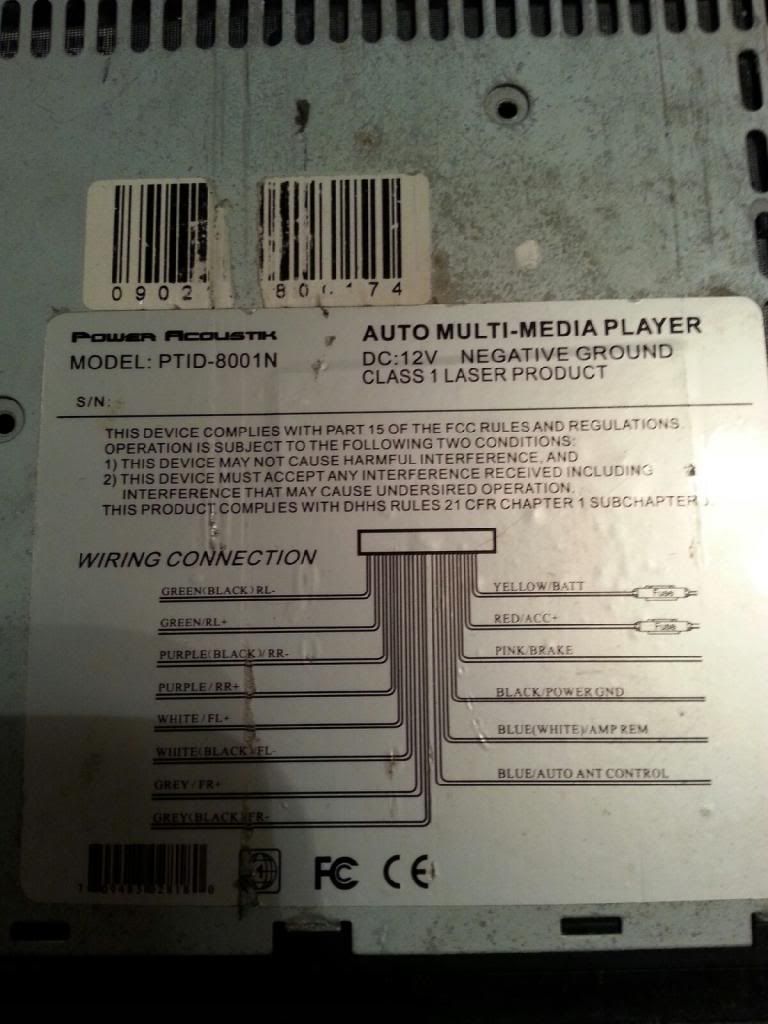 0902
74
POWER ACOUSTIK
MODEL: PTID-8001N
AUTO MULTI-MEDIA PLAYER
DC:12V NEGATIVE GROUND
CLASS 1 LASER PRODUCT
S/N:
THIS DEVICE COMPLIES WITH PART 15 OF THE FCC RULES AND REGULATIONS.
OPERATION IS SUBJECT TO THE FOLLOWING TWO CONDITIONS:
1) THIS DEVICE MAY NOT CAUSE HARMFUL INTERFERENCE, AND
2) THIS DEVICE MUST ACCEPT ANY INTERFERENCE RECEIVED INCLUDING
INTERFERENCE THAT MAY CAUSE UNDERSIRED OPERATION.
THIS PRODUCT COMPLIES WITH DHHS RULES 21 CFR CHAPTER 1 SUBCHAPTER
WIRING CONNECTION
GREEN(BLACK)RL-
GREEN/RL+
PURPLE(BLACK)/RR-
PURPLE/RR+
WHITE/FL+
WHITE(BLACK)FL-
GREY/FR+
GREY(BLACK)FR-
YELLOW/BATT
Fuse
RED/ACC+
Fuse
PINK/BRAKE
BLACK/POWER GND
BLUE(WHITE)/AMP REM
BLUE/AUTO ANT CONTROL
FC CE